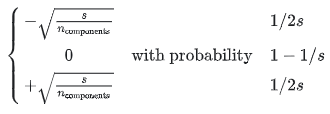 −√(s/n_components) 1/2s
0 with probability 1 − 1/s
+√(s/n_components) 1/2s